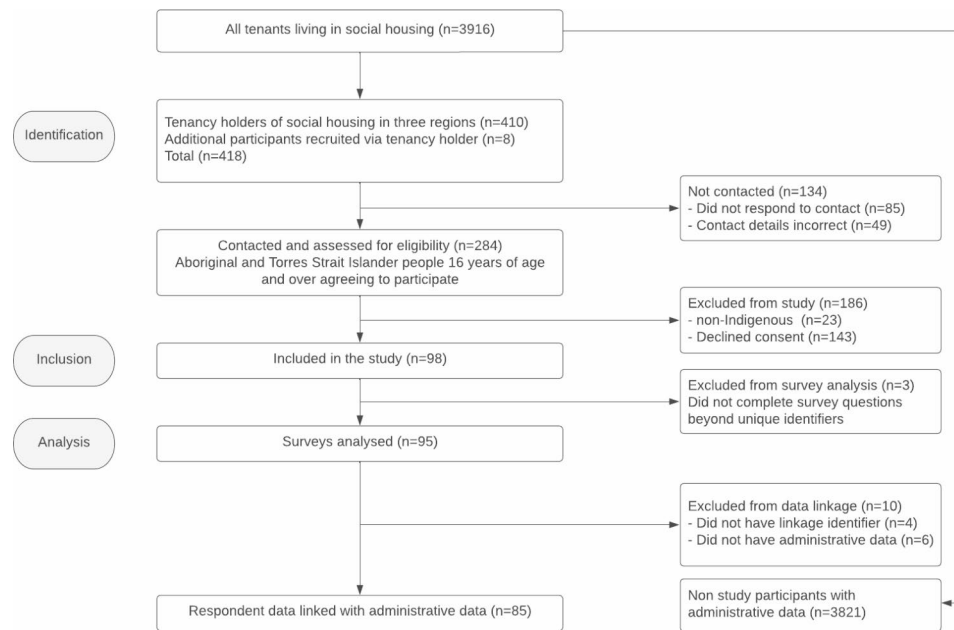 All tenants living in social housing (n=3916)
Identification
Tenancy holders of social housing in three regions (n=410)
Additional participants recruited via tenancy holder (n=8)
Total (n=418)
Not contacted (n=134)
- Did not respond to contact (n=85)
- Contact details incorrect (n=49)
Contacted and assessed for eligibility (n=284)
Aboriginal and Torres Strait Islander people 16 years of age
and over agreeing to participate
Excluded from study (n=186)
- non-Indigenous (n=23)
- Declined consent (n=143)
Inclusion
Included in the study (n=98)
Excluded from survey analysis (n=3)
Did not complete survey questions
beyond unique identifiers
Analysis
Surveys analysed (n=95)
Excluded from data linkage (n=10)
- Did not have linkage identifier (n=4)
- Did not have administrative data (n=6)
Respondent data linked with administrative data (n=85)
Non study participants with
administrative data (n=3821)